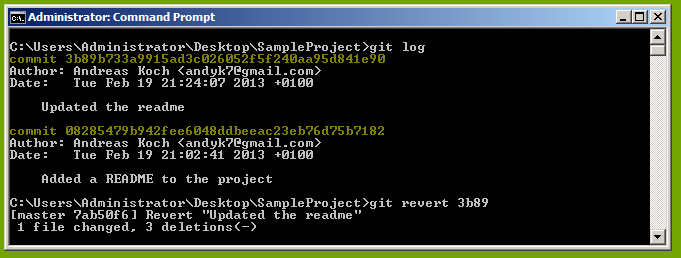 Administrator: Command Prompt
C:\Users\Administrator\Desktop\SampleProject>git log
commit 3b89b733a9915ad3c026052f5f240aa95d841e90
Author: Andreas Koch <andyk7@gmail.com>
Date:   Tue Feb 19 21:24:07 2013 +0100
    Updated the readme
commit 08285479b942fee6048ddbeeac23eb76d75b7182
Author: Andreas Koch <andyk7@gmail.com>
Date:   Tue Feb 19 21:02:41 2013 +0100
    Added a README to the project
C:\Users\Administrator\Desktop\SampleProject>git revert 3b89
[master 7ab50f6] Revert "Updated the readme"
 1 file changed, 3 deletions(-)